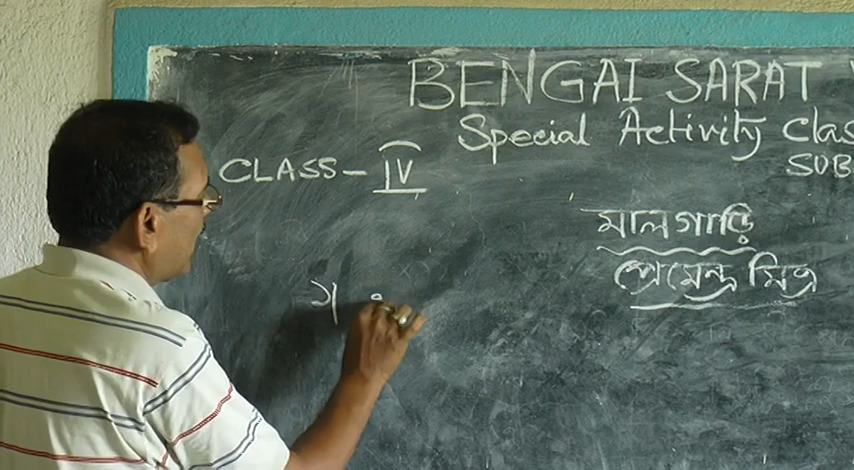 BENGAI SARAT
Special Activity Clas
SUB
CLASS - IV
মালগাড়ি
প্রেমেন্দ্র মিত্র